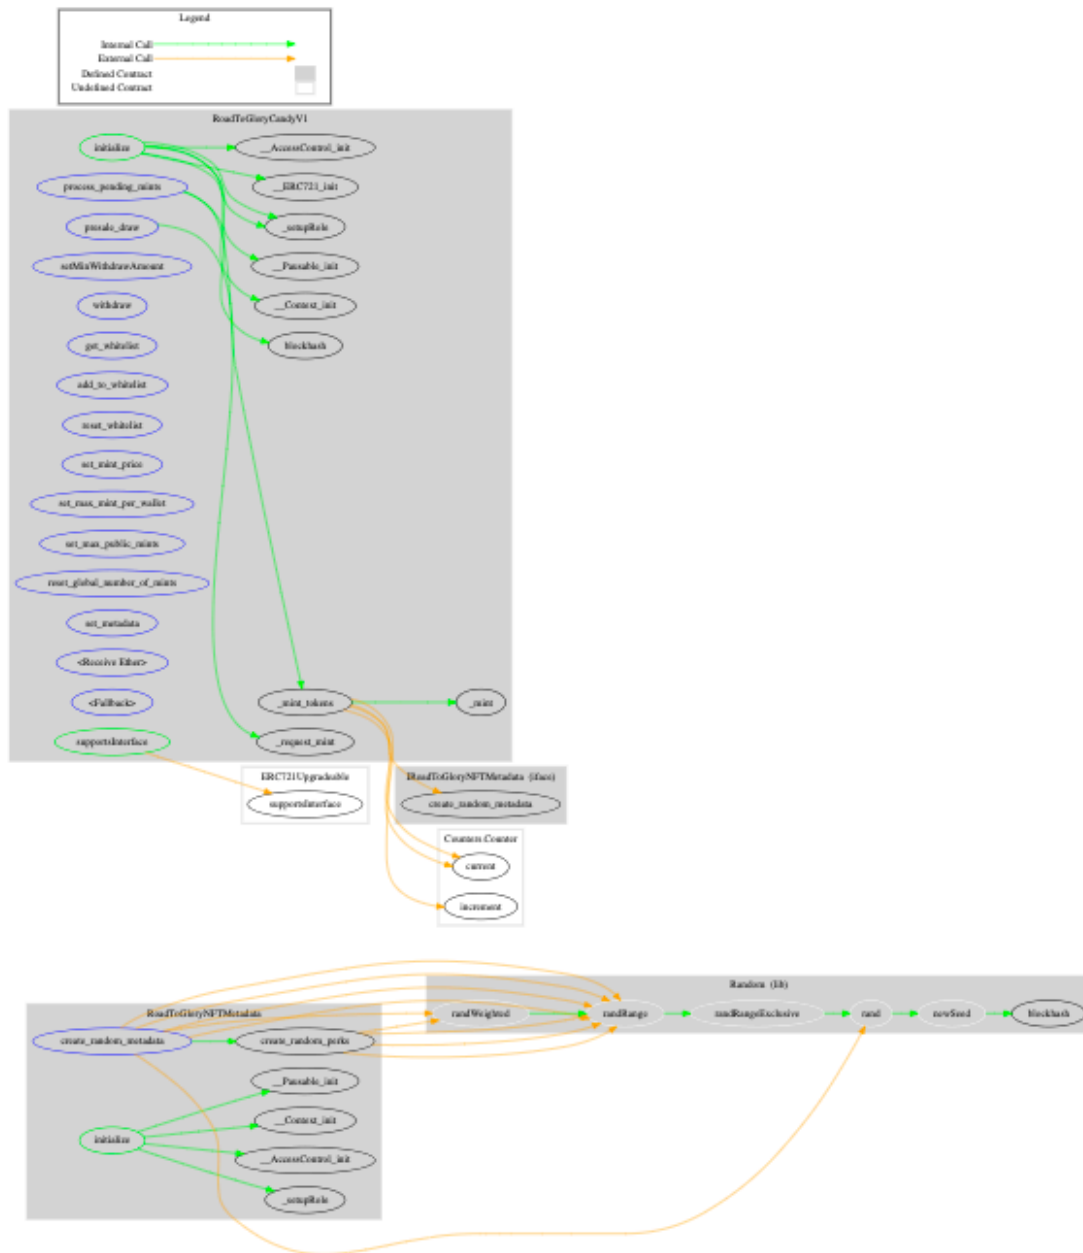 Legend
Internal Call
External Call
Defined Contract
Undefined Contract
RoadToGloryCandyV1
initialize
__AccessControl_init
process_pending_mints
__ERC721_init
presale_draw
_setupRole
setMinWithdrawAmount
__Pausable_init
withdraw
__Context_init
get_whitelist
blockhash
add_to_whitelist
reset_whitelist
set_mint_price
set_max_mint_per_wallet
set_max_public_mints
reset_global_number_of_mints
set_metadata
<Receive Ether>
<Fallback>
_mint_tokens
_mint
supportsInterface
_request_mint
ERC721Upgradeable
IRoadToGloryNFTMetadata (iface)
supportsInterface
create_random_metadata
Counters.Counter
current
increment
Random (lib)
RoadToGloryNFTMetadata
randWeighted
randRange
randRangeExclusive
rand
newSeed
blockhash
create_random_metadata
create_random_perks
__Pausable_init
__Context_init
initialize
__AccessControl_init
_setupRole